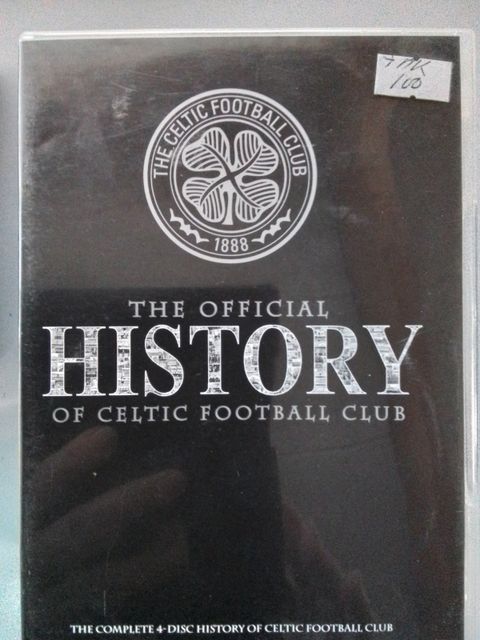 THE CELTIC FOOTBALL CLUB
1888
THE OFFICIAL
HISTORY
OF CELTIC FOOTBALL CLUB
THE COMPLETE 4-DISC HISTORY OF CELTIC FOOTBALL CLUB
100